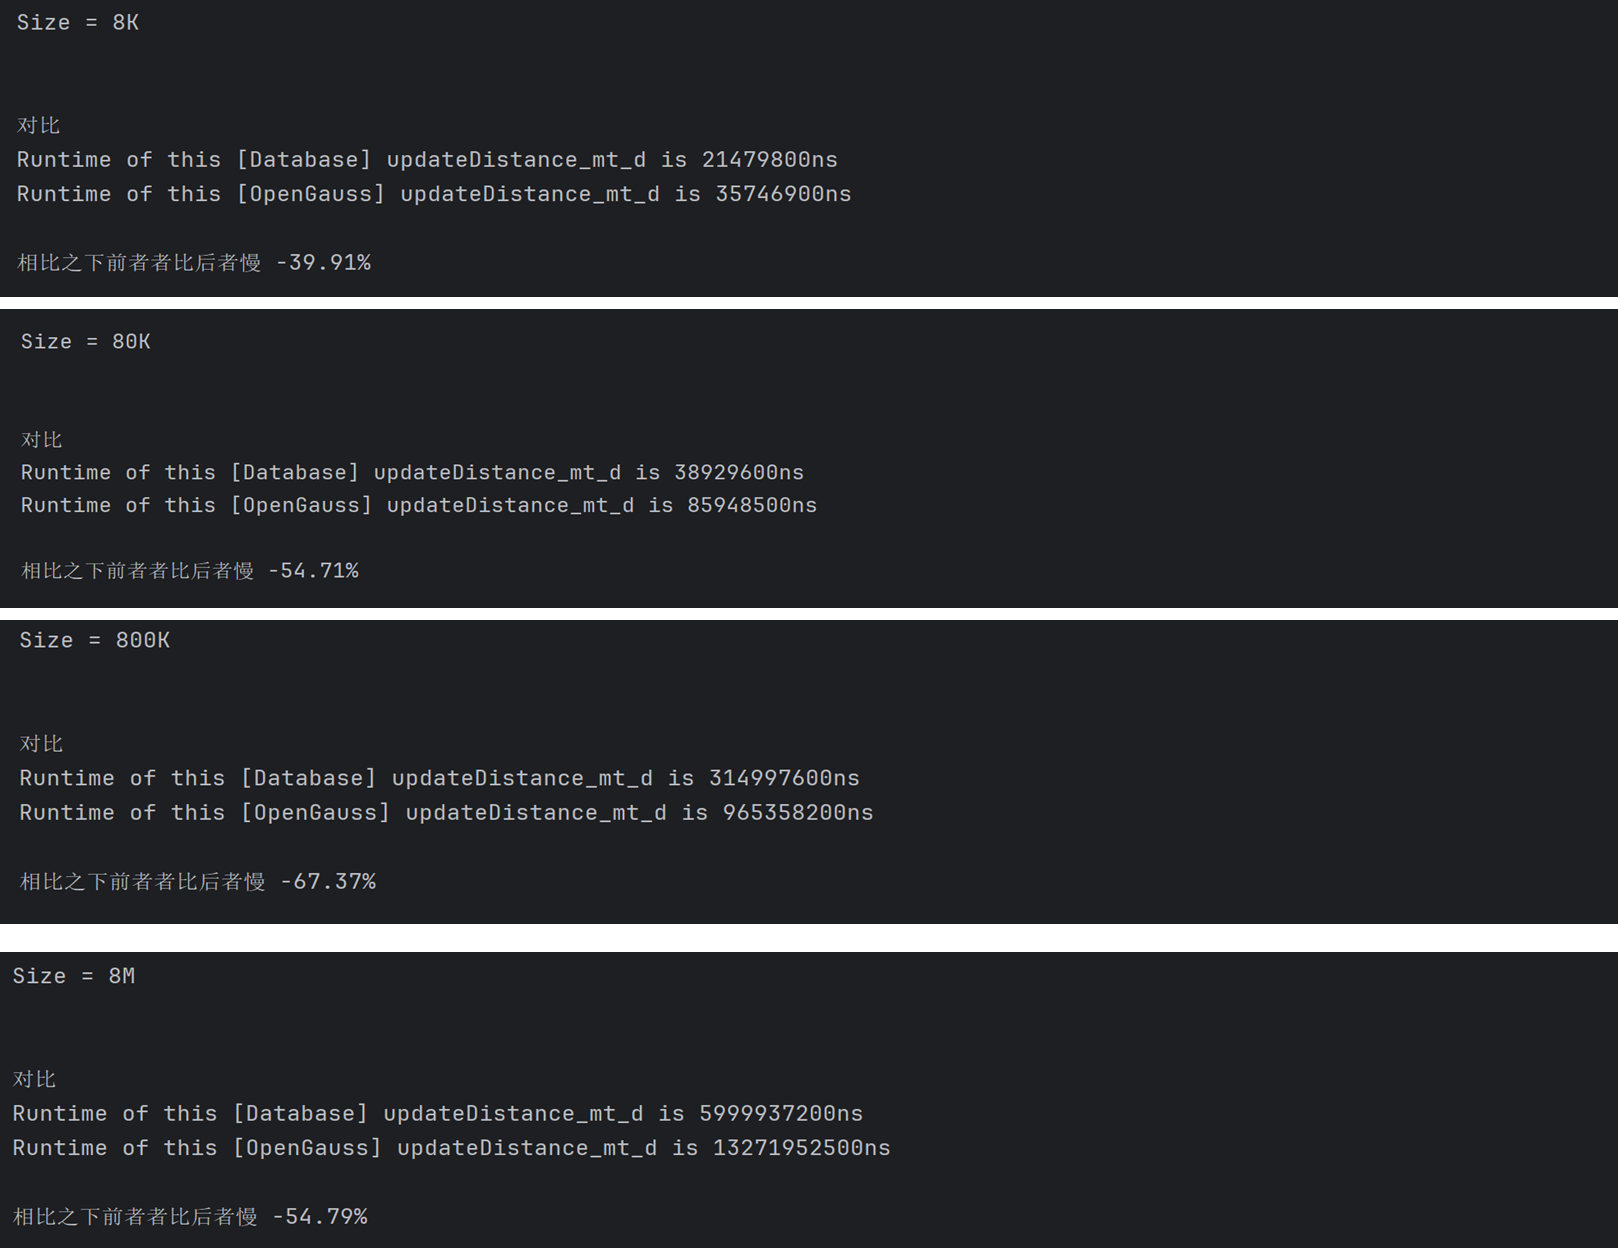 Size = 8K
对比
Runtime of this [Database] updateDistance_mt_d is 21479800ns
Runtime of this [OpenGauss] updateDistance_mt_d is 35746900ns
相比之下前者者比后者慢 -39.91%
Size = 80K
对比
Runtime of this [Database] updateDistance_mt_d is 38929600ns
Runtime of this [OpenGauss] updateDistance_mt_d is 85948500ns
相比之下前者者比后者慢 -54.71%
Size = 800K
对比
Runtime of this [Database] updateDistance_mt_d is 314997600ns
Runtime of this [OpenGauss] updateDistance_mt_d is 965358200ns
相比之下前者者比后者慢 -67.37%
Size = 8M
对比
Runtime of this [Database] updateDistance_mt_d is 5999937200ns
Runtime of this [OpenGauss] updateDistance_mt_d is 13271952500ns
相比之下前者者比后者慢 -54.79%